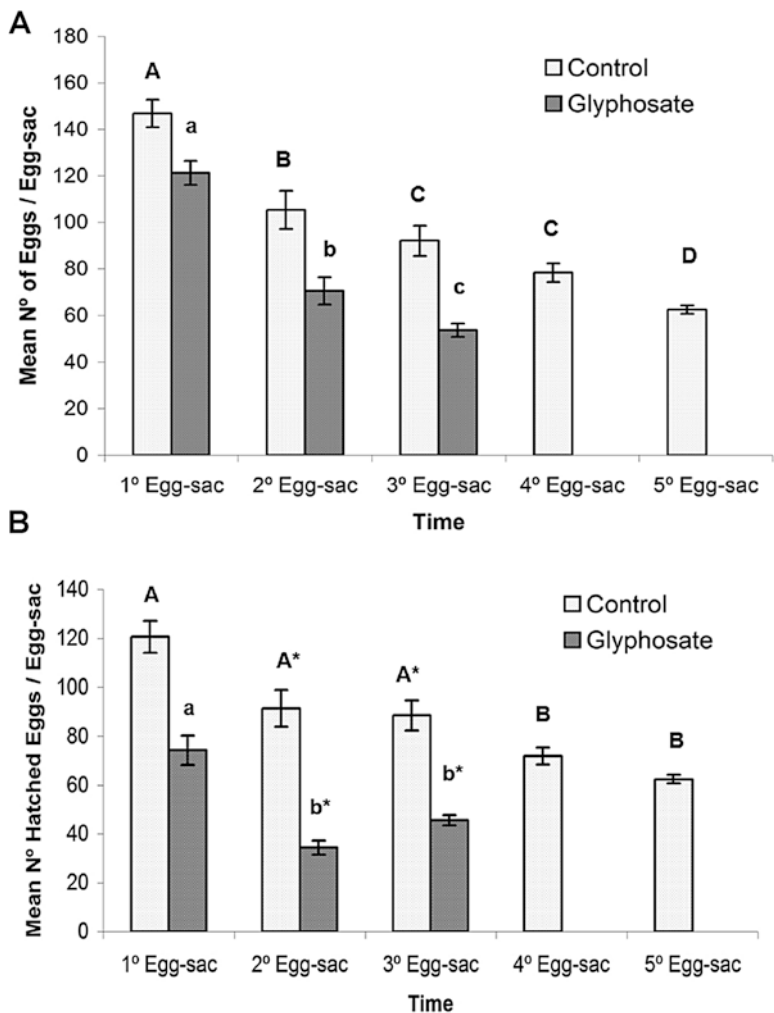 A
Mean Nº of Eggs / Egg-sac
180
160
140
120
100
80
60
40
20
0
A
a
B
b
C
c
C
D
Control
Glyphosate
1º Egg-sac
2º Egg-sac
3º Egg-sac
4º Egg-sac
5º Egg-sac
Time
B
Mean Nº Hatched Eggs / Egg-sac
140
120
100
80
60
40
20
0
A
a
A*
b*
A*
b*
B
B
Control
Glyphosate
1º Egg-sac
2º Egg-sac
3º Egg-sac
4º Egg-sac
5º Egg-sac
Time